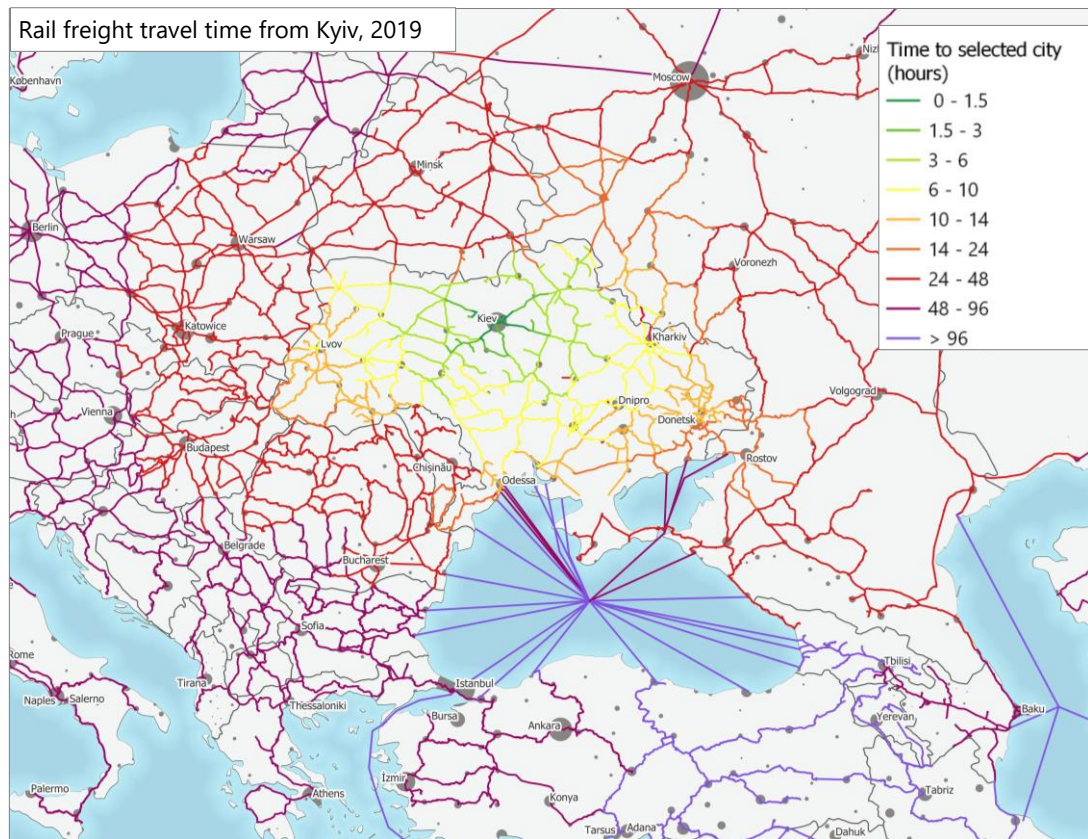 Rail freight travel time from Kyiv, 2019
Time to selected city
(hours)
0 - 1.5
1.5 - 3
3 - 6
6 - 10
10 - 14
14 - 24
24 - 48
48 - 96
> 96
København
Moscow
Minsk
Berlin
Warsaw
Voronezh
Prague
Katowice
Kiev
Lvov
Kharkiv
Vienna
Dnipro
Volgograd
Budapest
Donetsk
Chișinău
Rostov
Odessa
Belgrade
Bucharest
Sofia
Rome
Tirana
Naples
Salerno
Thessaloniki
Istanbul
Tbilisi
Bursa
Ankara
Yerevan
Baku
İzmir
Palermo
Athens
Konya
Tabriz
Tarsus
Adana
Dahuk